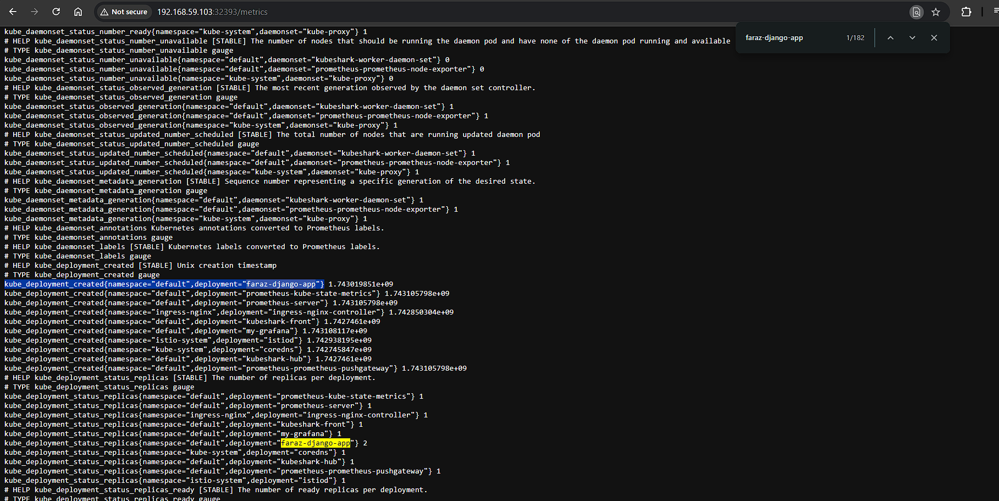 Not secure 192.168.59.103:32393/metrics
faraz-django-app 1/182
kube_daemonset_status_number_ready{namespace="kube-system",daemonset="kube-proxy"} 1
# HELP kube_daemonset_status_number_unavailable [STABLE] The number of nodes that should be running the daemon pod and have none of the daemon pod running and available
# TYPE kube_daemonset_status_number_unavailable gauge
kube_daemonset_status_number_unavailable{namespace="default",daemonset="kubeshark-worker-daemon-set"} 0
kube_daemonset_status_number_unavailable{namespace="default",daemonset="prometheus-prometheus-node-exporter"} 0
kube_daemonset_status_number_unavailable{namespace="kube-system",daemonset="kube-proxy"} 0
# HELP kube_daemonset_status_observed_generation [STABLE] The most recent generation observed by the daemon set controller.
# TYPE kube_daemonset_status_observed_generation gauge
kube_daemonset_status_observed_generation{namespace="default",daemonset="kubeshark-worker-daemon-set"} 1
kube_daemonset_status_observed_generation{namespace="default",daemonset="prometheus-prometheus-node-exporter"} 1
kube_daemonset_status_observed_generation{namespace="kube-system",daemonset="kube-proxy"} 1
# HELP kube_daemonset_status_updated_number_scheduled [STABLE] The total number of nodes that are running updated daemon pod
# TYPE kube_daemonset_status_updated_number_scheduled gauge
kube_daemonset_status_updated_number_scheduled{namespace="default",daemonset="kubeshark-worker-daemon-set"} 1
kube_daemonset_status_updated_number_scheduled{namespace="default",daemonset="prometheus-prometheus-node-exporter"} 1
kube_daemonset_status_updated_number_scheduled{namespace="kube-system",daemonset="kube-proxy"} 1
# HELP kube_daemonset_metadata_generation [STABLE] Sequence number representing a specific generation of the desired state.
# TYPE kube_daemonset_metadata_generation gauge
kube_daemonset_metadata_generation{namespace="default",daemonset="kubeshark-worker-daemon-set"} 1
kube_daemonset_metadata_generation{namespace="default",daemonset="prometheus-prometheus-node-exporter"} 1
kube_daemonset_metadata_generation{namespace="kube-system",daemonset="kube-proxy"} 1
# HELP kube_daemonset_annotations Kubernetes annotations converted to Prometheus labels.
# TYPE kube_daemonset_annotations gauge
# HELP kube_daemonset_labels [STABLE] Kubernetes labels converted to Prometheus labels.
# TYPE kube_daemonset_labels gauge
# HELP kube_deployment_created [STABLE] Unix creation timestamp
# TYPE kube_deployment_created gauge
kube_deployment_created{namespace="default",deployment="faraz-django-app"} 1.743019851e+09
kube_deployment_created{namespace="default",deployment="prometheus-kube-state-metrics"} 1.743105798e+09
kube_deployment_created{namespace="default",deployment="prometheus-server"} 1.743105798e+09
kube_deployment_created{namespace="ingress-nginx",deployment="ingress-nginx-controller"} 1.742850304e+09
kube_deployment_created{namespace="default",deployment="kubeshark-front"} 1.7427461e+09
kube_deployment_created{namespace="default",deployment="my-grafana"} 1.743108117e+09
kube_deployment_created{namespace="istio-system",deployment="istiod"} 1.742938195e+09
kube_deployment_created{namespace="kube-system",deployment="coredns"} 1.742745847e+09
kube_deployment_created{namespace="default",deployment="kubeshark-hub"} 1.7427461e+09
kube_deployment_created{namespace="default",deployment="prometheus-prometheus-pushgateway"} 1.743105798e+09
# HELP kube_deployment_status_replicas [STABLE] The number of replicas per deployment.
# TYPE kube_deployment_status_replicas gauge
kube_deployment_status_replicas{namespace="default",deployment="prometheus-kube-state-metrics"} 1
kube_deployment_status_replicas{namespace="default",deployment="prometheus-server"} 1
kube_deployment_status_replicas{namespace="ingress-nginx",deployment="ingress-nginx-controller"} 1
kube_deployment_status_replicas{namespace="default",deployment="kubeshark-front"} 1
kube_deployment_status_replicas{namespace="default",deployment="my-grafana"} 1
kube_deployment_status_replicas{namespace="default",deployment="faraz-django-app"} 2
kube_deployment_status_replicas{namespace="kube-system",deployment="coredns"} 1
kube_deployment_status_replicas{namespace="default",deployment="kubeshark-hub"} 1
kube_deployment_status_replicas{namespace="default",deployment="prometheus-prometheus-pushgateway"} 1
kube_deployment_status_replicas{namespace="istio-system",deployment="istiod"} 1
# HELP kube_deployment_status_replicas_ready [STABLE] The number of ready replicas per deployment.
# TYPE kube_deployment_status_replicas_ready gauge